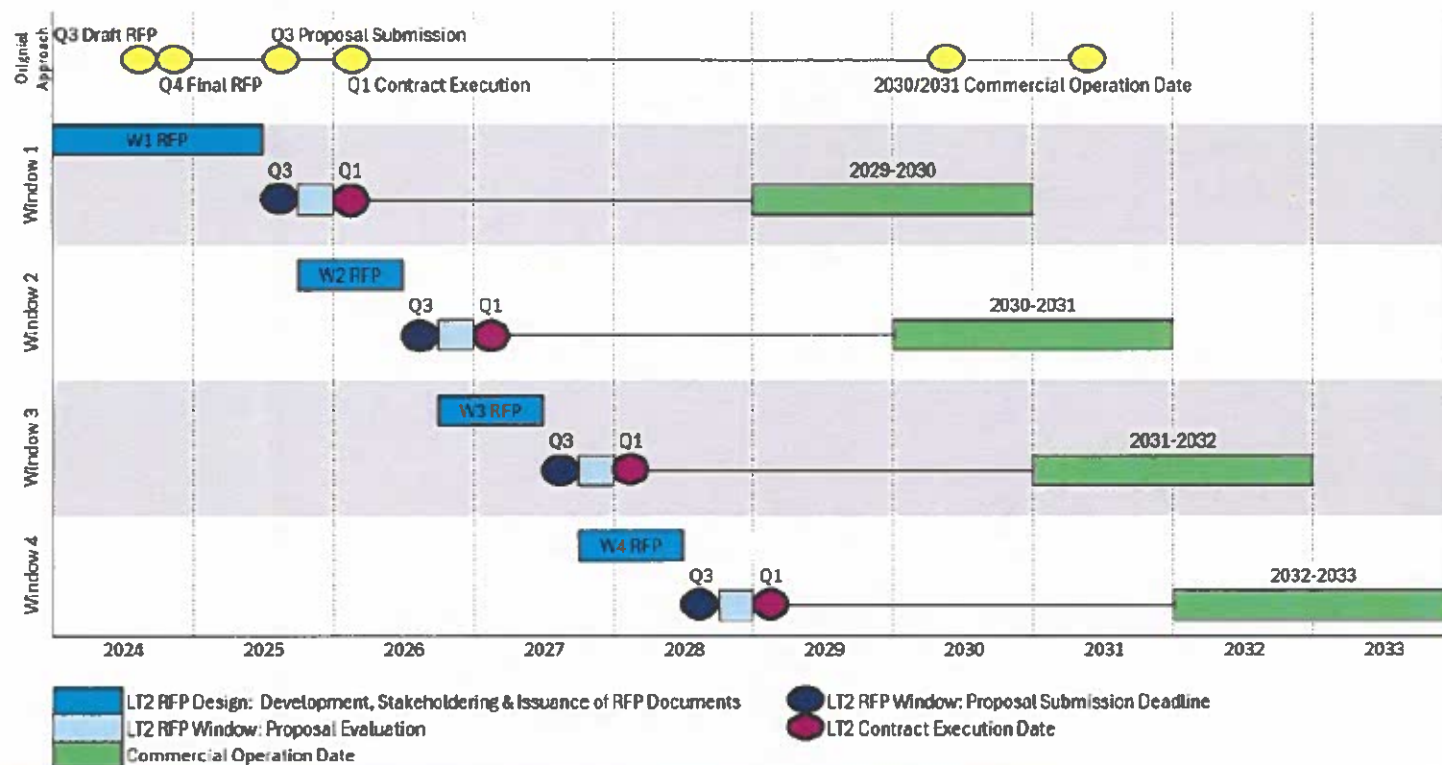 Original
Approach
Q3 Draft RFP
Q3 Proposal Submission
Q4 Final RFP
Q1 Contract Execution
2030/2031 Commercial Operation Date
Window 1
W1 RFP
Q3
Q1
2029-2030
Window 2
W2 RFP
Q3
Q1
2030-2031
Window 3
W3 RFP
Q3
Q1
2031-2032
Window 4
W4 RFP
Q3
Q1
2032-2033
2024
2025
2026
2027
2028
2029
2030
2031
2032
2033
LT2 RFP Design: Development, Stakeholdering & Issuance of RFP Documents
LT2 RFP Window: Proposal Submission Deadline
LT2 RFP Window: Proposal Evaluation
LT2 Contract Execution Date
Commercial Operation Date